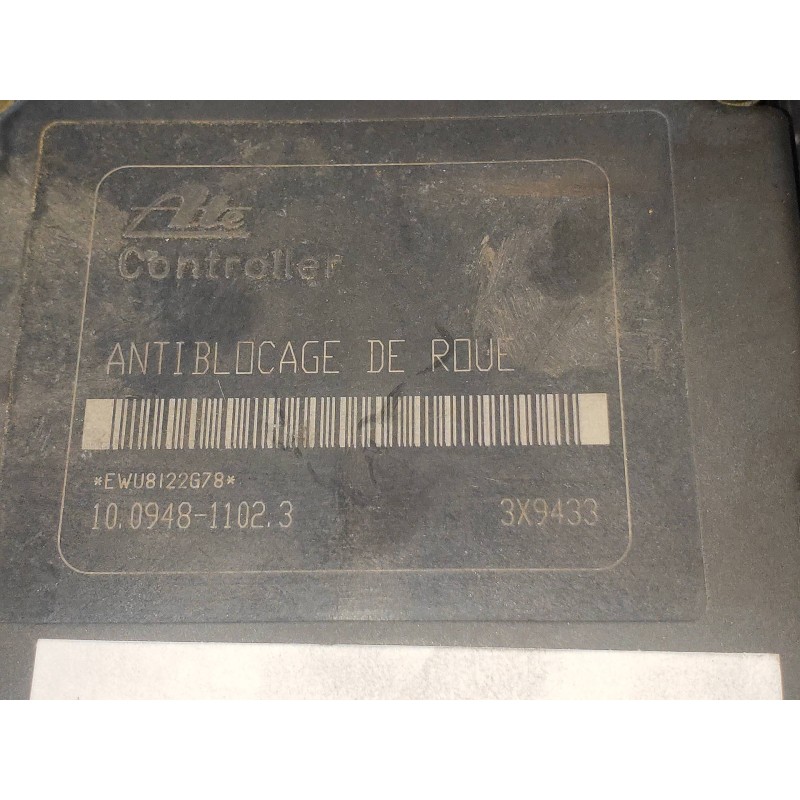 Ate
Controller
ANTIBLOCAGE DE ROUE
*EWU8122G78*
10.0948-1102.3 3X9433